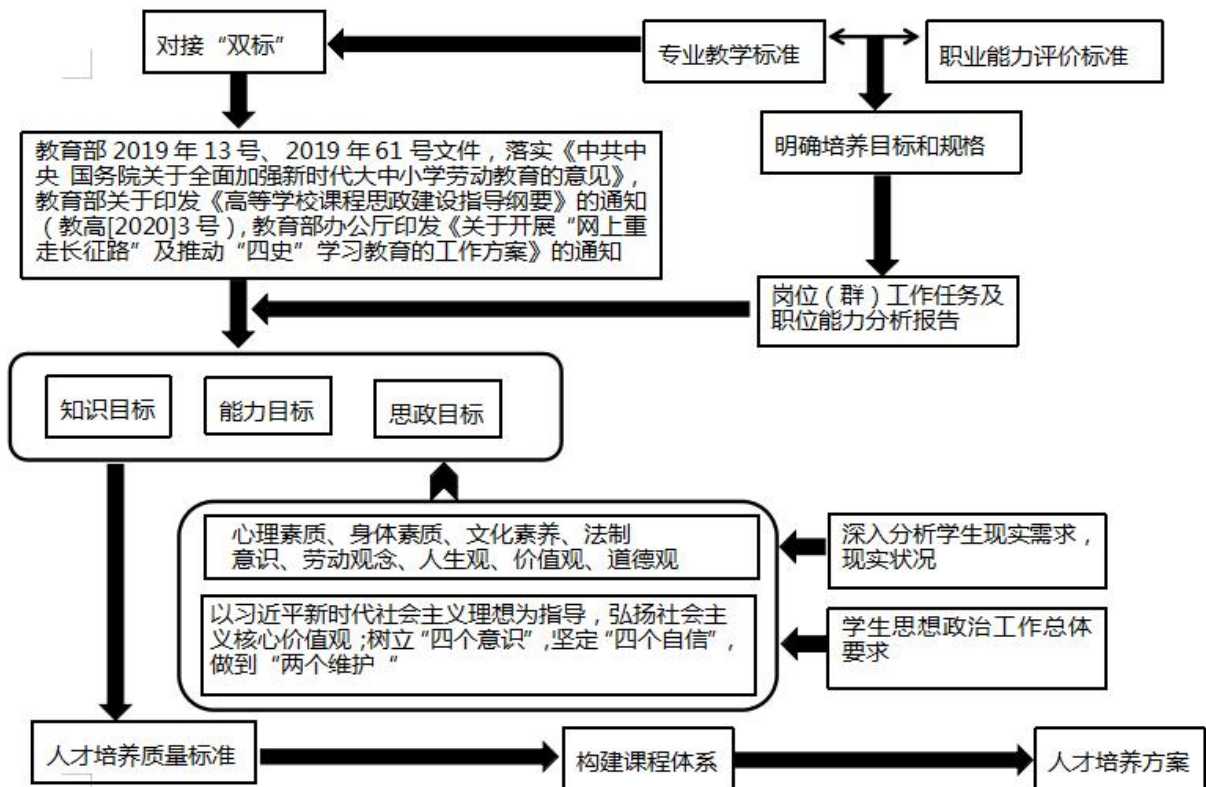 对接“双标”
专业教学标准
职业能力评价标准
教育部 2019 年 13 号、2019 年 61 号文件，落实《中共中
央 国务院关于全面加强新时代大中小学劳动教育的意见》，
教育部关于印发《高等学校课程思政建设指导纲要》的通知
（教高[2020]3 号），教育部办公厅印发《关于开展“网上重
走长征路”及推动“四史”学习教育的工作方案》的通知
明确培养目标和规格
岗位（群）工作任务及
职位能力分析报告
知识目标
能力目标
思政目标
心理素质、身体素质、文化素养、法制
意识、劳动观念、人生观、价值观、道德观
深入分析学生现实需求，
现实状况
以习近平新时代社会主义理想为指导，弘扬社会主
义核心价值观；树立“四个意识”，坚定“四个自信”，
做到“两个维护“
学生思想政治工作总体
要求
人才培养质量标准
构建课程体系
人才培养方案